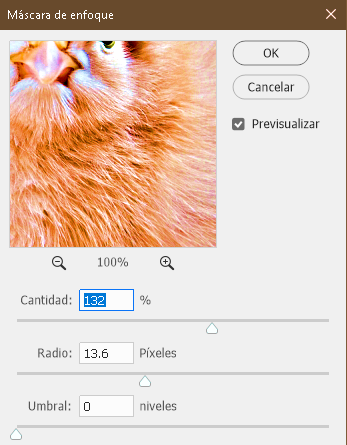 Máscara de enfoque
OK
Cancelar
Previsualizar
100%
Cantidad: 132 %
Radio: 13.6 Píxeles
Umbral: 0 niveles